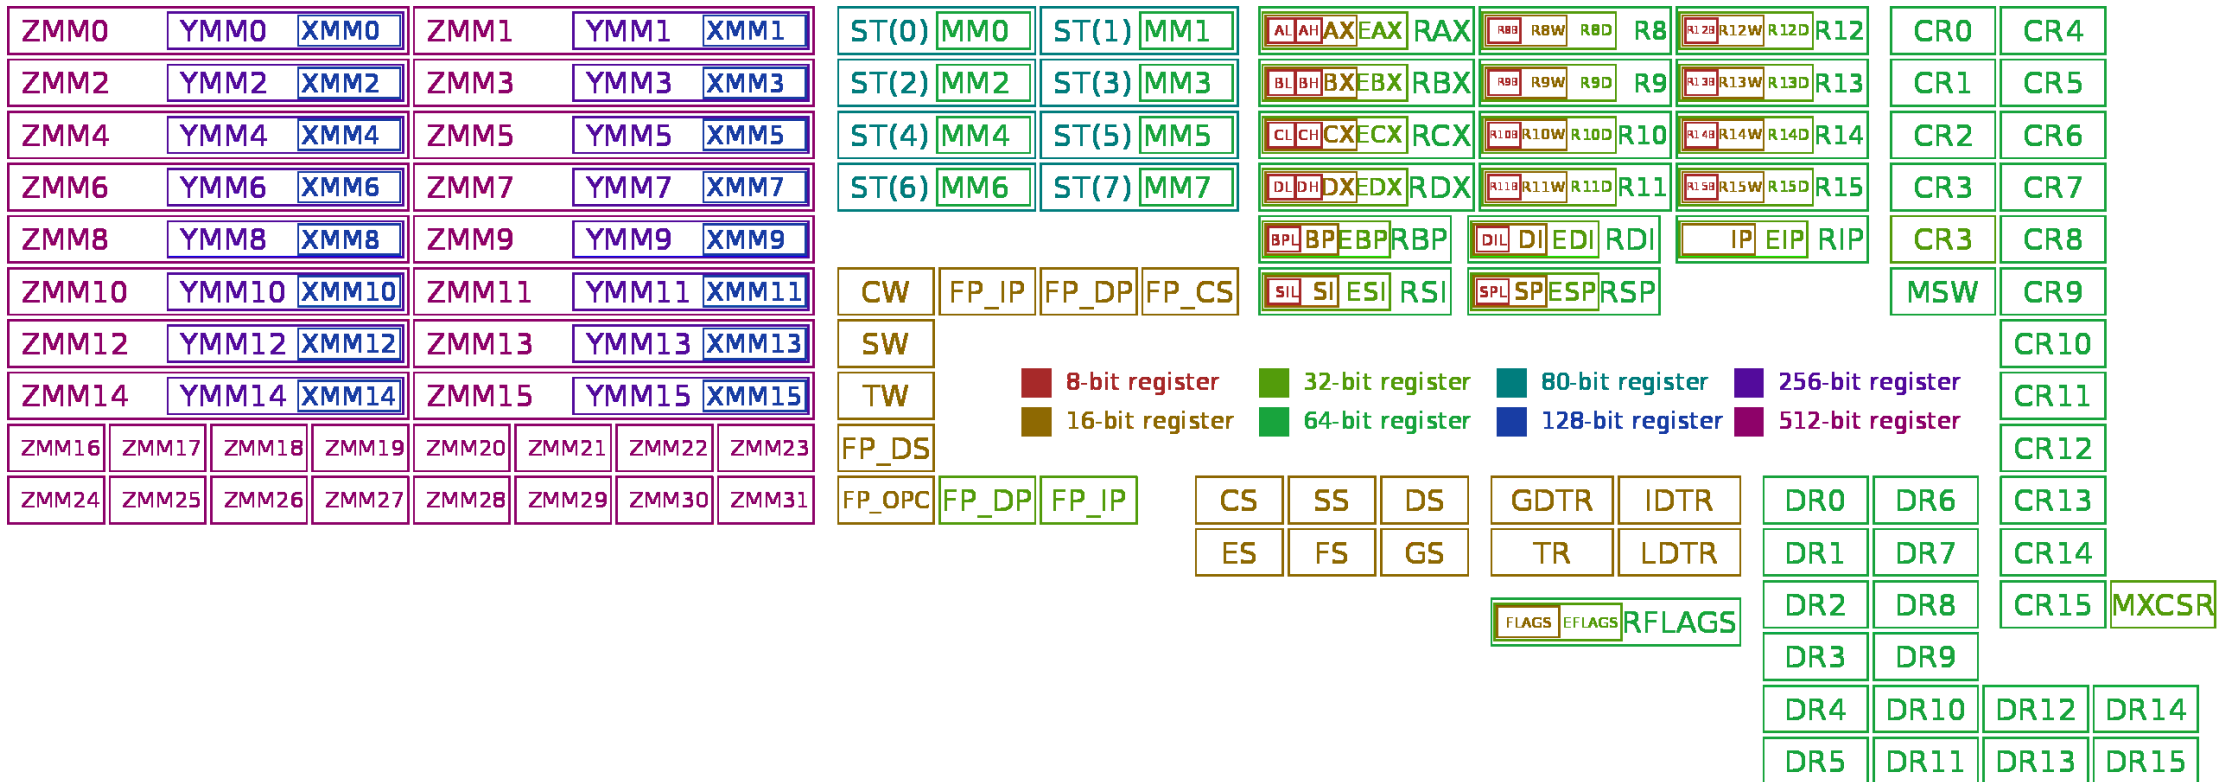 ZMM0 YMM0 XMM0 ZMM1 YMM1 XMM1 ST(0) MM0 ST(1) MM1 AL AH AX EAX RAX R8B R8W R8D R8 R12B R12W R12D R12 CR0 CR4
ZMM2 YMM2 XMM2 ZMM3 YMM3 XMM3 ST(2) MM2 ST(3) MM3 BL BH BX EBX RBX R9B R9W R9D R9 R13B R13W R13D R13 CR1 CR5
ZMM4 YMM4 XMM4 ZMM5 YMM5 XMM5 ST(4) MM4 ST(5) MM5 CL CH CX ECX RCX R10B R10W R10D R10 R14B R14W R14D R14 CR2 CR6
ZMM6 YMM6 XMM6 ZMM7 YMM7 XMM7 ST(6) MM6 ST(7) MM7 DL DH DX EDX RDX R11B R11W R11D R11 R15B R15W R15D R15 CR3 CR7
ZMM8 YMM8 XMM8 ZMM9 YMM9 XMM9 BPL BP EBP RBP DIL DI EDI RDI IP EIP RIP CR3 CR8
ZMM10 YMM10 XMM10 ZMM11 YMM11 XMM11 CW FP_IP FP_DP FP_CS SIL SI ESI RSI SPL SP ESP RSP MSW CR9
ZMM12 YMM12 XMM12 ZMM13 YMM13 XMM13 SW CR10
ZMM14 YMM14 XMM14 ZMM15 YMM15 XMM15 TW 8-bit register 32-bit register 80-bit register 256-bit register CR11
16-bit register 64-bit register 128-bit register 512-bit register
ZMM16 ZMM17 ZMM18 ZMM19 ZMM20 ZMM21 ZMM22 ZMM23 FP_DS CR12
ZMM24 ZMM25 ZMM26 ZMM27 ZMM28 ZMM29 ZMM30 ZMM31 FP_OPC FP_DP FP_IP CS SS DS GDTR IDTR DR0 DR6 CR13
ES FS GS TR LDTR DR1 DR7 CR14
DR2 DR8 CR15 MXCSR
FLAGS EFLAGS RFLAGS
DR3 DR9
DR4 DR10 DR12 DR14
DR5 DR11 DR13 DR15